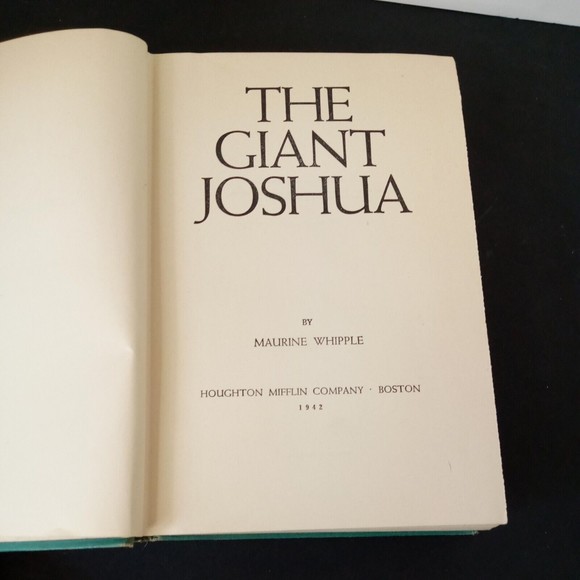 THE
GIANT
JOSHUA
BY
MAURINE WHIPPLE
HOUGHTON MIFFLIN COMPANY · BOSTON
1942